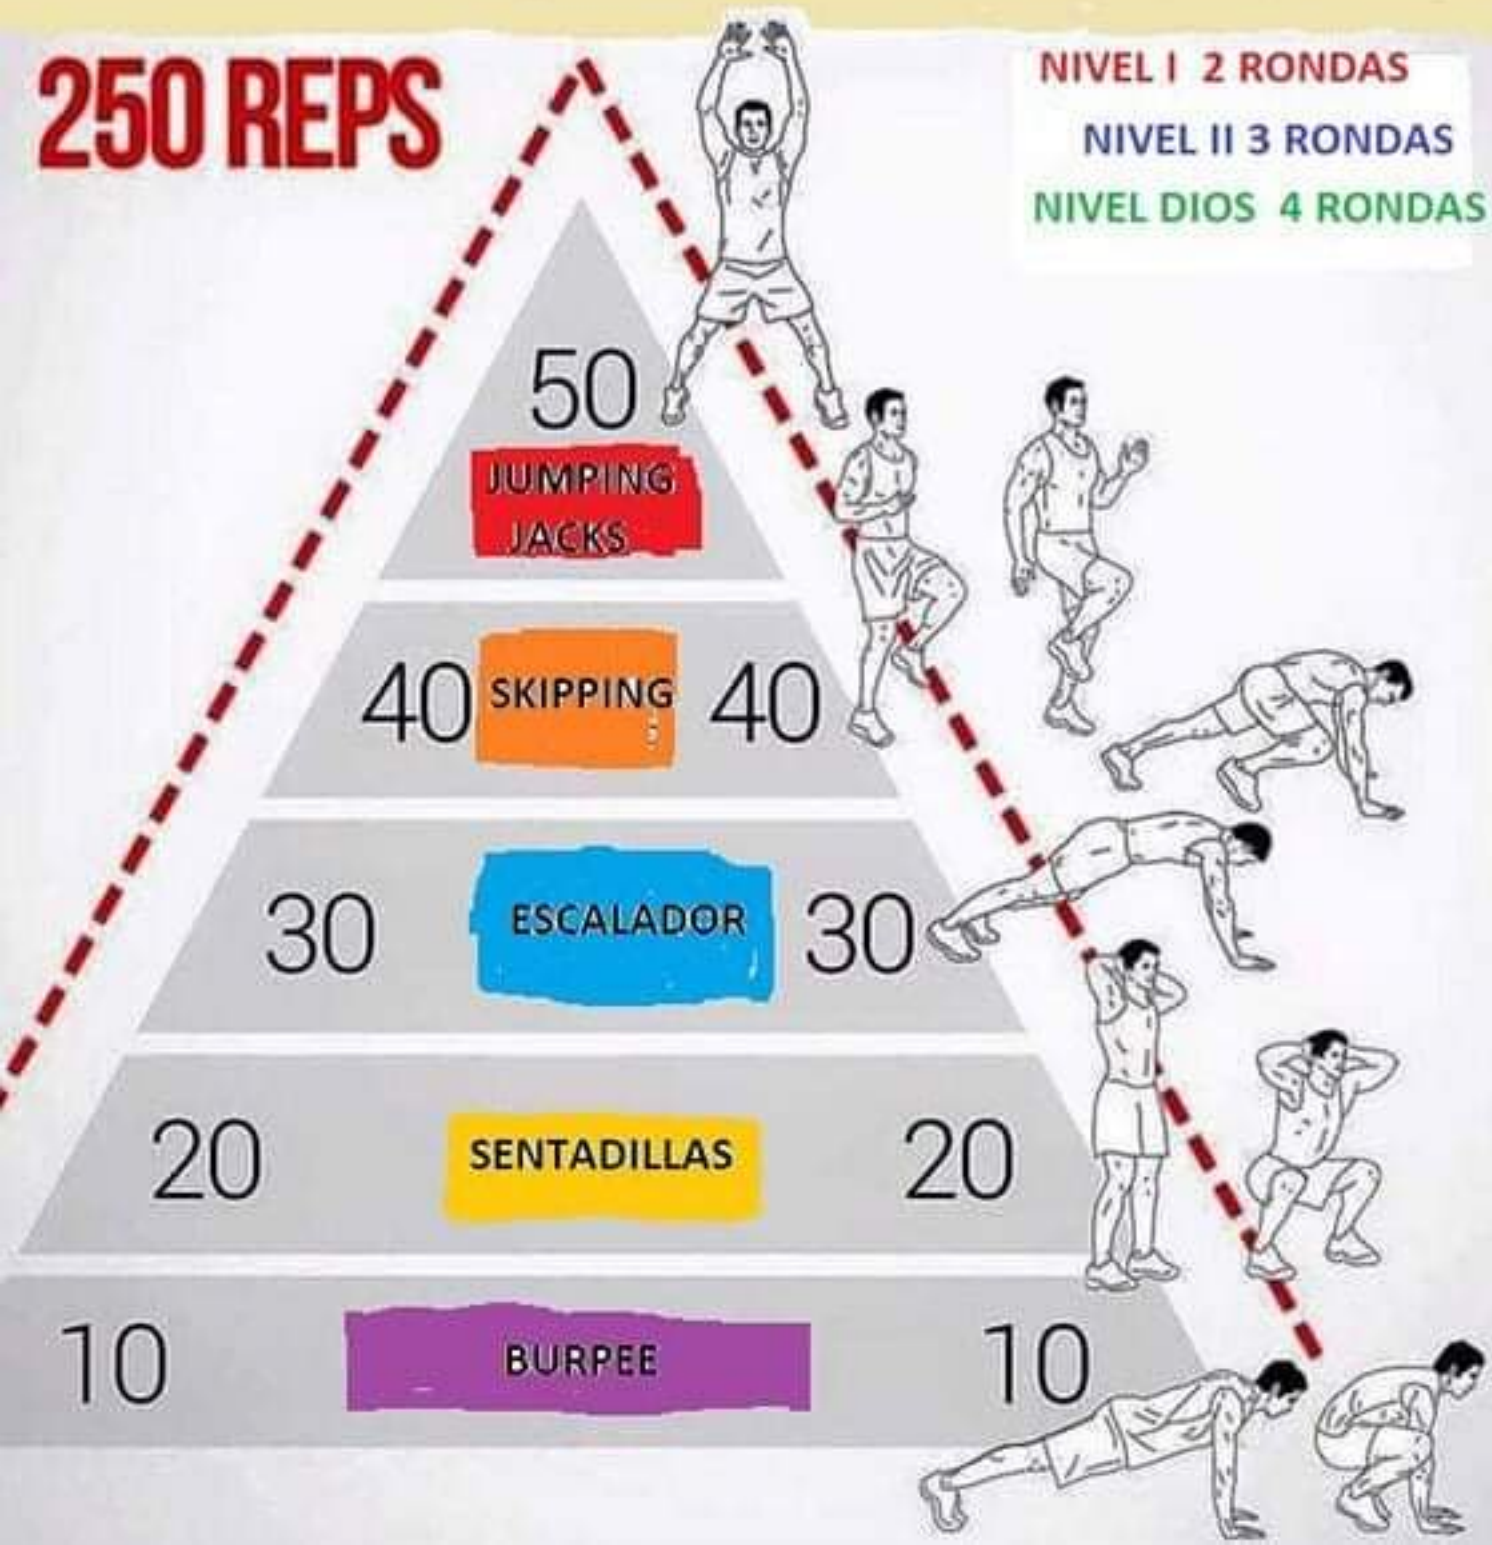 250 REPS
NIVEL I 2 RONDAS
NIVEL II 3 RONDAS
NIVEL DIOS 4 RONDAS
50
JUMPING
JACKS
40 SKIPPING 40
30 ESCALADOR 30
20 SENTADILLAS 20
10 BURPEE 10